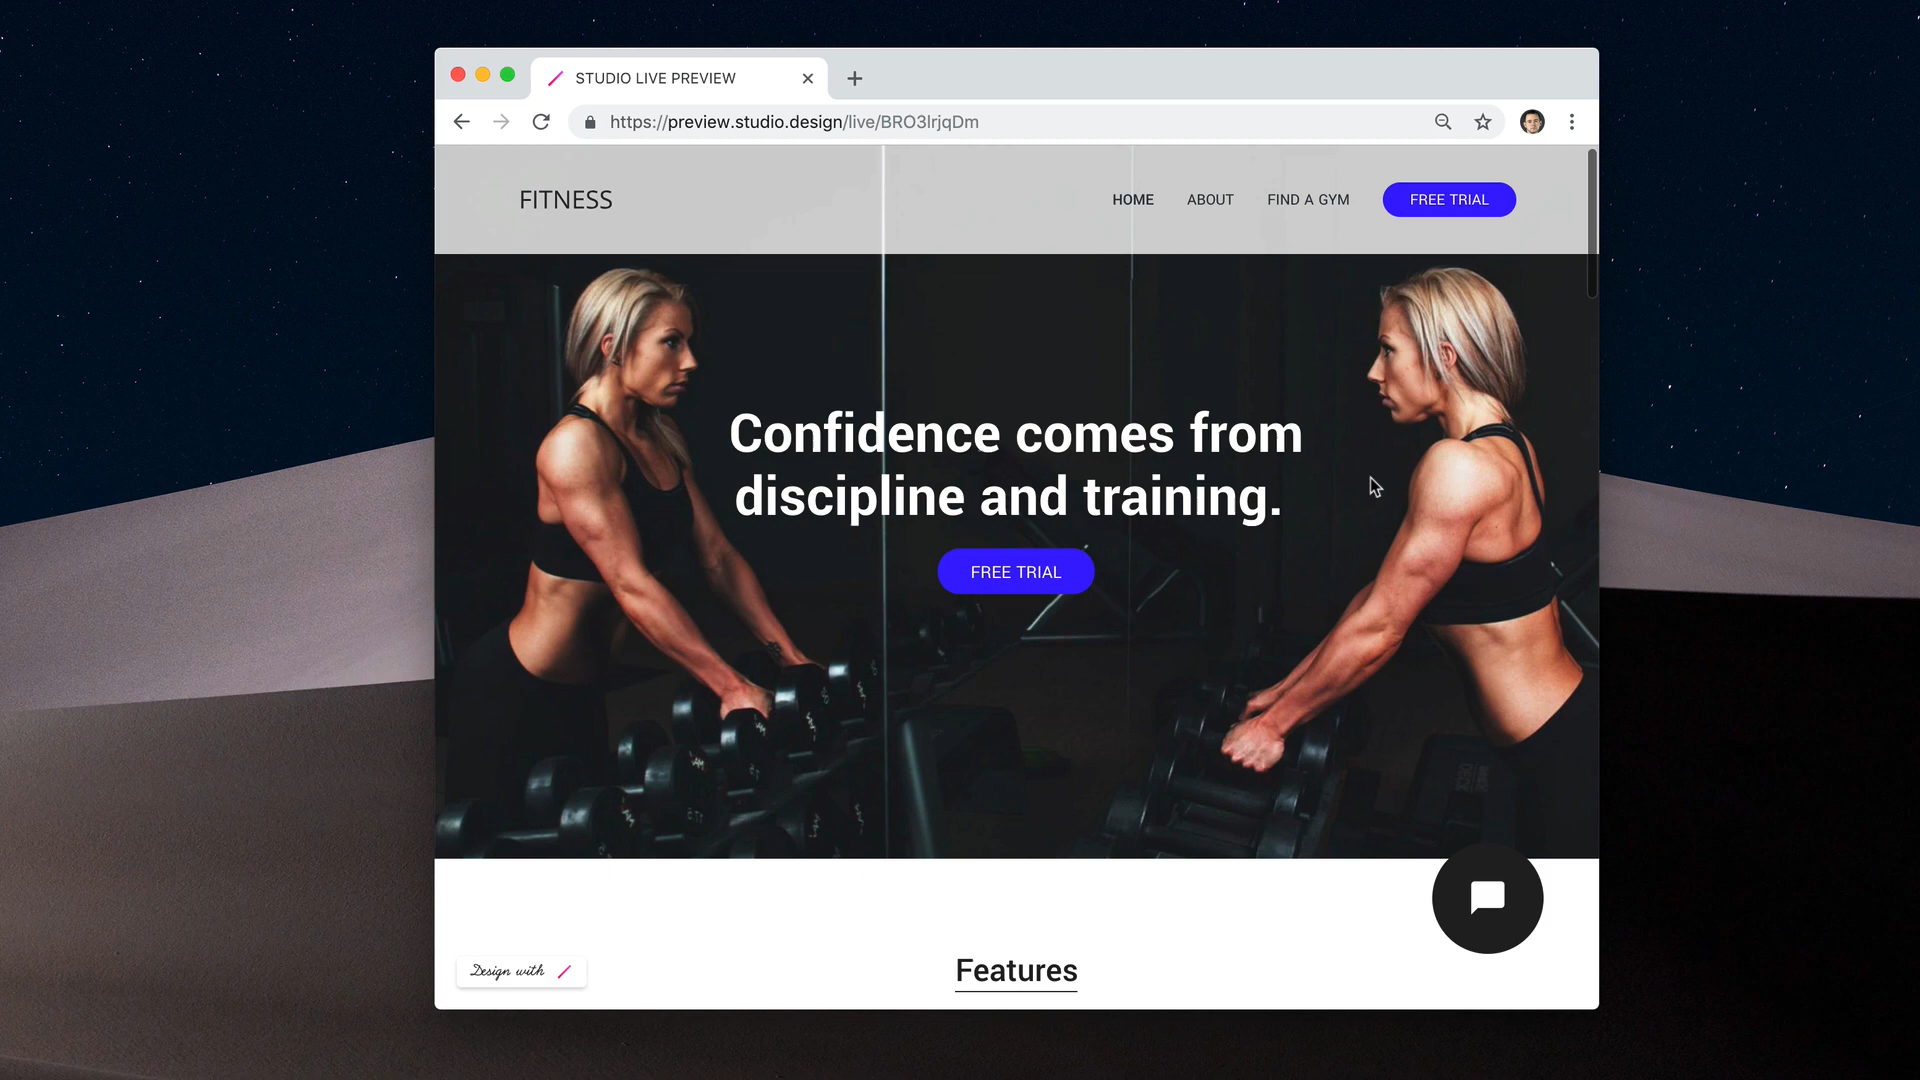 STUDIO LIVE PREVIEW
https://preview.studio.design/live/BRO3lrjqDm
FITNESS
HOME
ABOUT
FIND A GYM
FREE TRIAL
Confidence comes from
discipline and training.
FREE TRIAL
Design with
Features